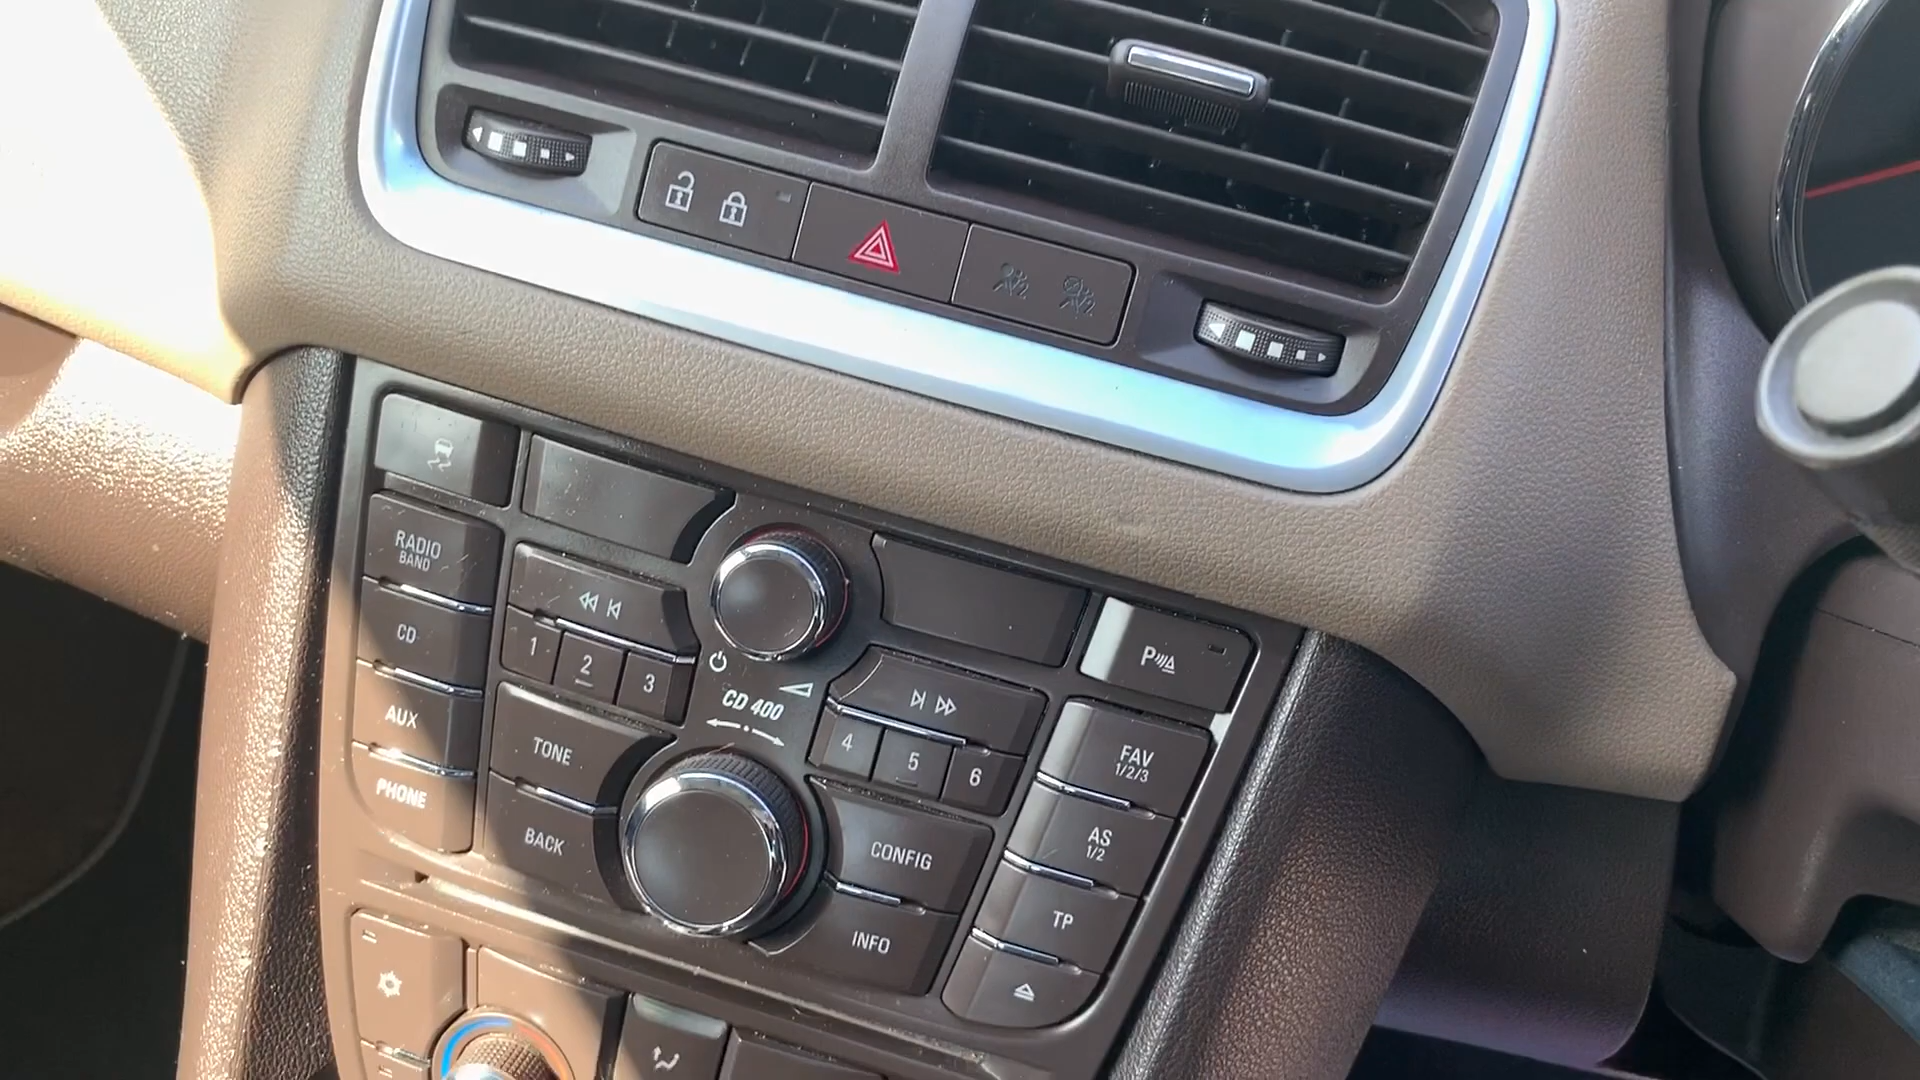 RADIO
BAND
CD
1
2
3
AUX
CD 400
TONE
4
5
6
FAV
1/2/3
PHONE
BACK
CONFIG
AS
1/2
INFO
TP
P